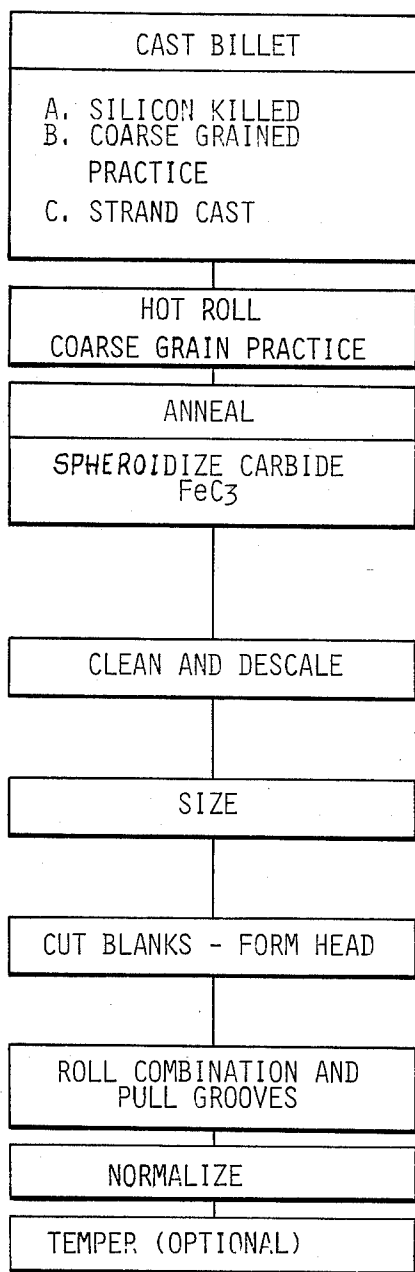 CAST BILLET
A. SILICON KILLED
B. COARSE GRAINED
PRACTICE
C. STRAND CAST
HOT ROLL
COARSE GRAIN PRACTICE
ANNEAL
SPHEROIDIZE CARBIDE
FeC3
CLEAN AND DESCALE
SIZE
CUT BLANKS - FORM HEAD
ROLL COMBINATION AND
PULL GROOVES
NORMALIZE
TEMPER (OPTIONAL)